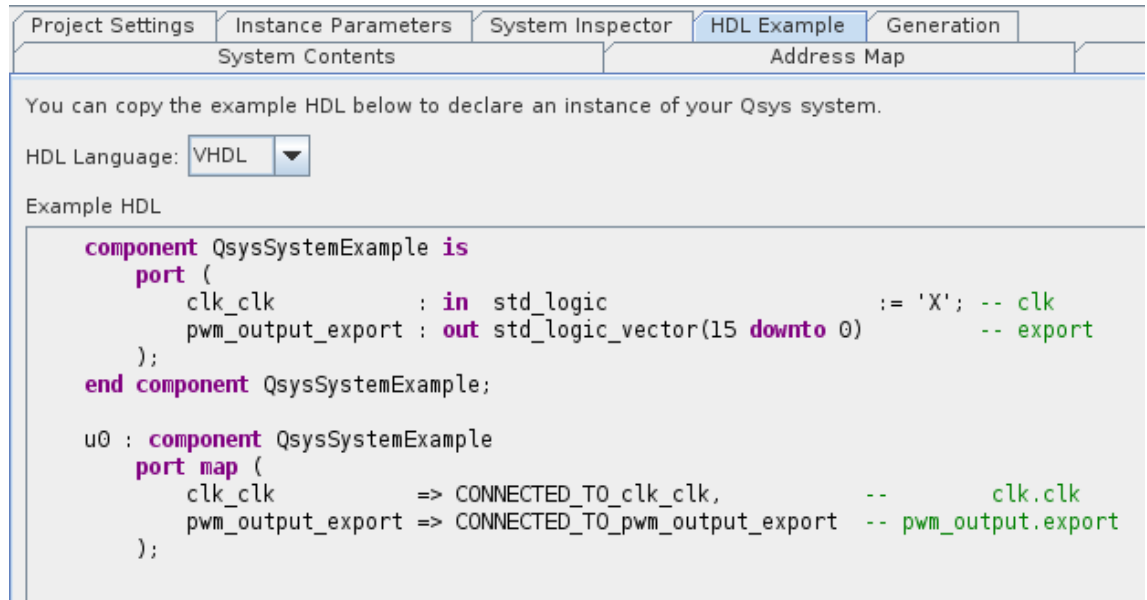 Project Settings Instance Parameters System Inspector HDL Example Generation
System Contents Address Map
You can copy the example HDL below to declare an instance of your Qsys system.
HDL Language: VHDL
Example HDL
component QsysSystemExample is
port (
clk_clk : in std_logic := 'X'; -- clk
pwm_output_export : out std_logic_vector(15 downto 0) -- export
);
end component QsysSystemExample;
u0 : component QsysSystemExample
port map (
clk_clk => CONNECTED_TO_clk_clk, -- clk.clk
pwm_output_export => CONNECTED_TO_pwm_output_export -- pwm_output.export
);